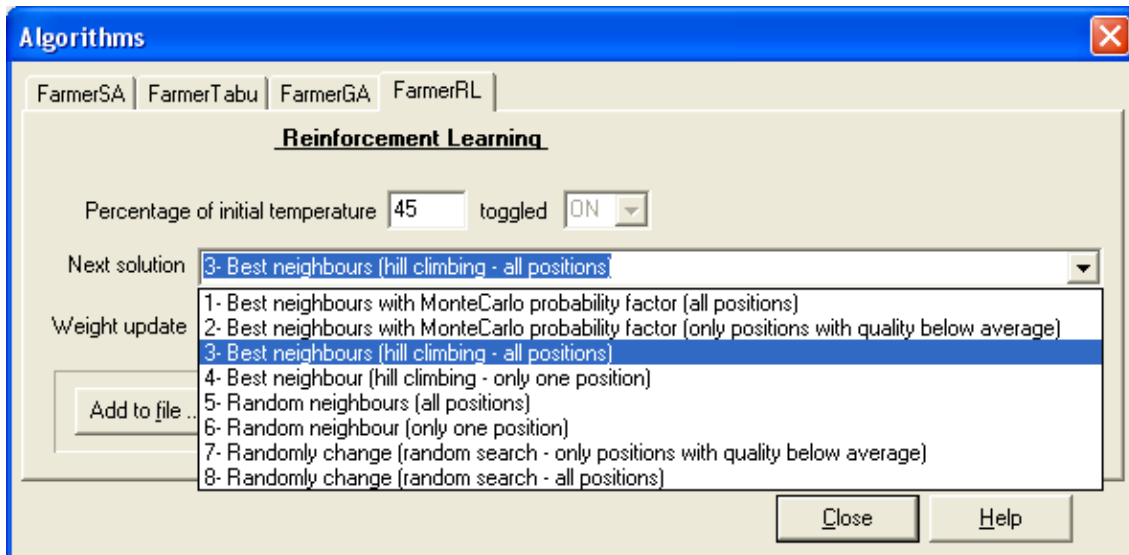 Algorithms
FarmerSA FarmerTabu FarmerGA FarmerRL
Reinforcement Learning
Percentage of initial temperature 45 toggled ON
Next solution 3- Best neighbours (hill climbing - all positions)
1- Best neighbours with MonteCarlo probability factor (all positions)
Weight update 2- Best neighbours with MonteCarlo probability factor (only positions with quality below average)
3- Best neighbours (hill climbing - all positions)
4- Best neighbour (hill climbing - only one position)
Add to file .. 5- Random neighbours (all positions)
6- Random neighbour (only one position)
7- Randomly change (random search - only positions with quality below average)
8- Randomly change (random search - all positions)
Close Help